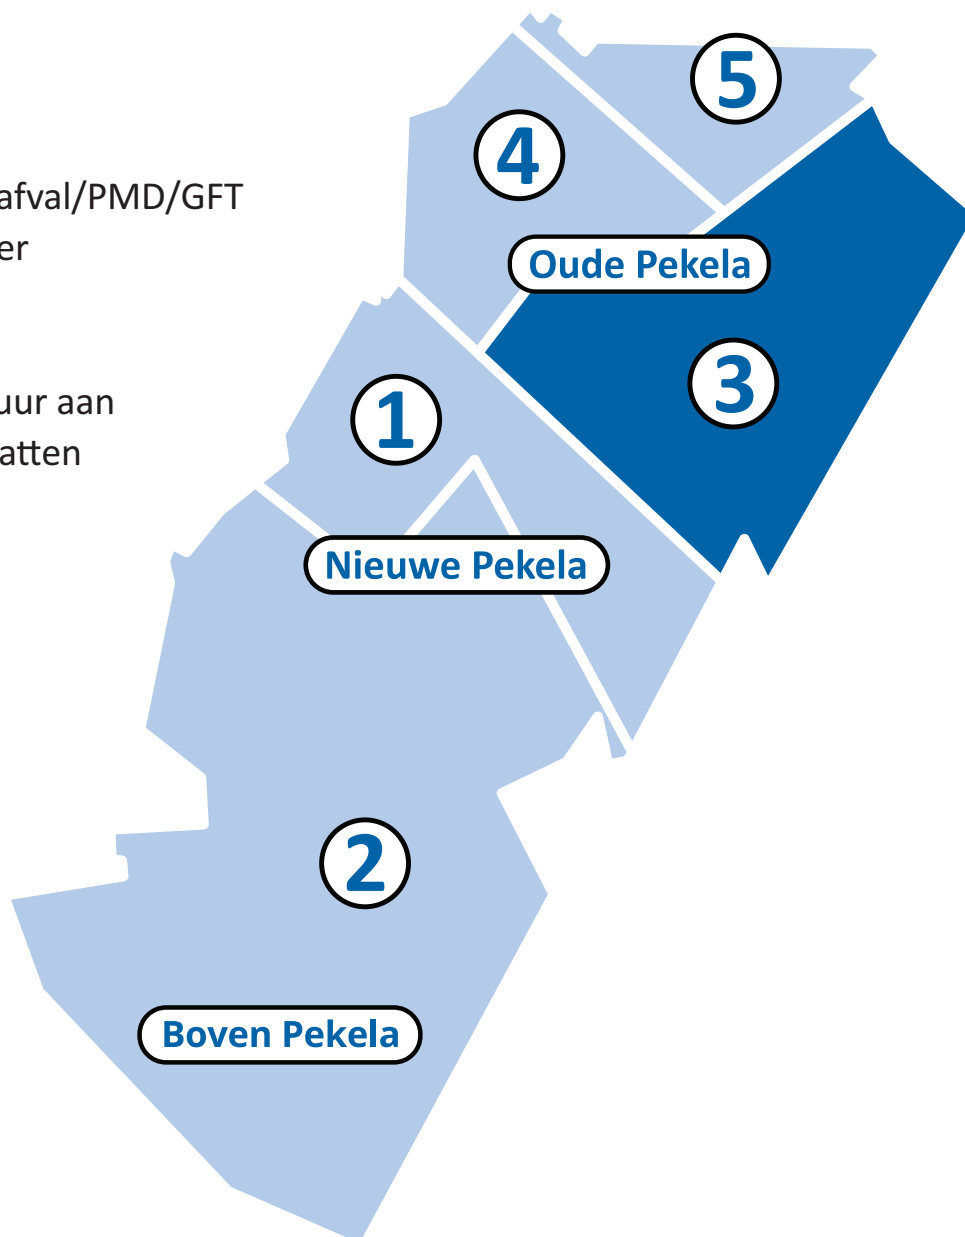 5
4
afval/PMD/GFT
er
Oude Pekela
3
uur aan
1
atten
Nieuwe Pekela
2
Boven Pekela